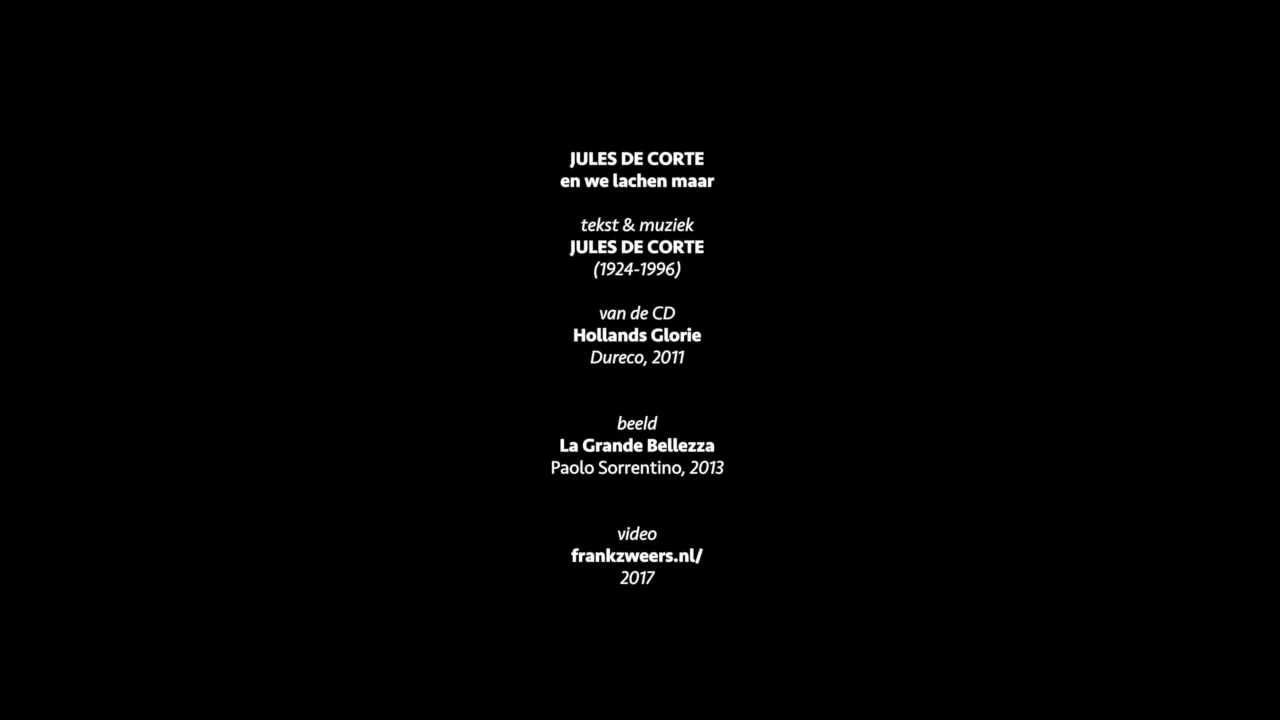 JULES DE CORTE
en we lachen maar
tekst & muziek
JULES DE CORTE
(1924-1996)
van de CD
Hollands Glorie
Dureco, 2011
beeld
La Grande Bellezza
Paolo Sorrentino, 2013
video
frankzweers.nl/
2017